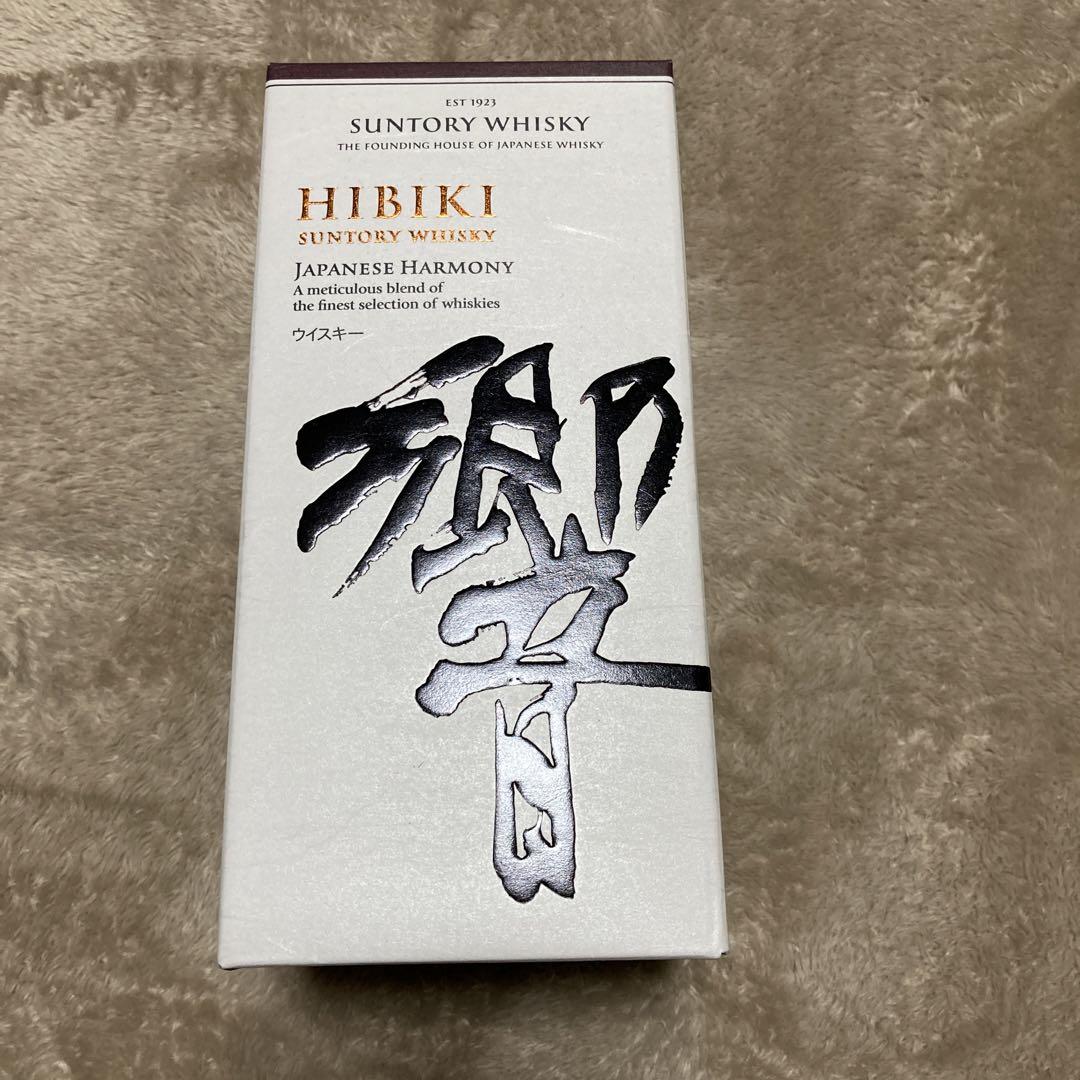 EST 1923
SUNTORY WHISKY
THE FOUNDING HOUSE OF JAPANESE WHISKY
HIBIKI
SUNTORY WHISKY
JAPANESE HARMONY
A meticulous blend of
the finest selection of whiskies
ウイスキー
響